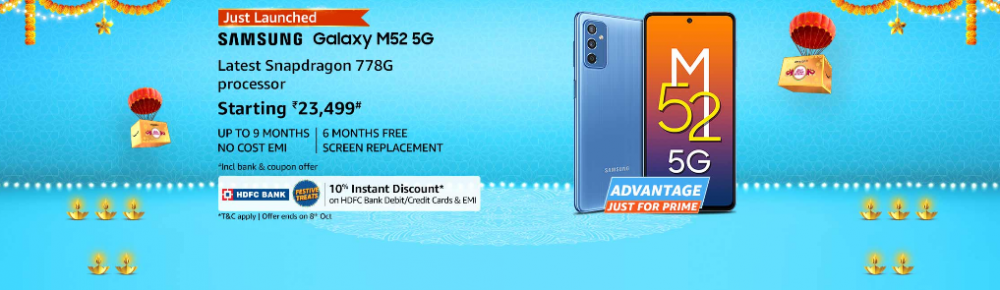 Just Launched
SAMSUNG Galaxy M52 5G
Latest Snapdragon 778G
processor
Starting ₹23,499#
UP TO 9 MONTHS | 6 MONTHS FREE
NO COST EMI | SCREEN REPLACEMENT
*Incl bank & coupon offer
HDFC BANK
FESTIVE
TREATS
10% Instant Discount*
on HDFC Bank Debit/Credit Cards & EMI
*T&C apply | Offer ends on 8th Oct
SAMSUNG
M
52
5G
ADVANTAGE
JUST FOR PRIME